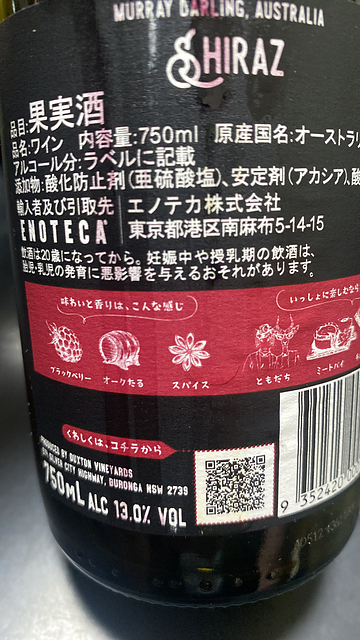 MURRAY DARLING, AUSTRALIA
SHIRAZ
品目:果実酒
品名:ワイン 内容量:750ml 原産国名:オーストラリ
アルコール分:ラベルに記載
添加物:酸化防止剤(亜硫酸塩)、安定剤(アカシア)、酸
輸入者及び引取先 エノテカ株式会社
ENOTECA 東京都港区南麻布5-14-15
飲酒は20歳になってから。妊娠中や授乳期の飲酒は、
胎児・乳児の発育に悪影響を与えるおそれがあります。
味わいと香りは、こんな感じ
いっしょに楽しむなら
ブラックベリー オークたる スパイス ともだち ミートパイ
くわしくは、コチラから
PRODUCED BY BUXTON VINEYARDS
SILVER CITY HIGHWAY, BURONGA NSW 2739
750ML ALC 13.0% VOL
9 352420